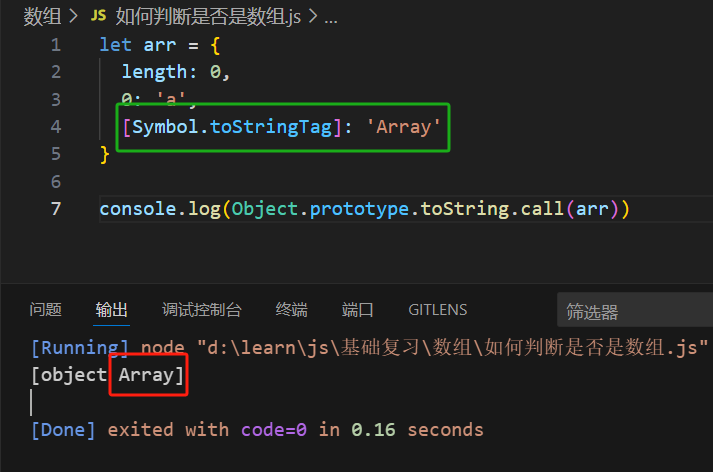 数组 > JS 如何判断是否是数组.js > ...
1 let arr = {
2 length: 0,
3 0: 'a',
4 [Symbol.toStringTag]: 'Array'
5 }
6
7 console.log(Object.prototype.toString.call(arr))
问题 输出 调试控制台 终端 端口 GITLENS 筛选器
[Running] node "d:\learn\js\基础复习\数组\如何判断是否是数组.js"
[object Array]
[Done] exited with code=0 in 0.16 seconds